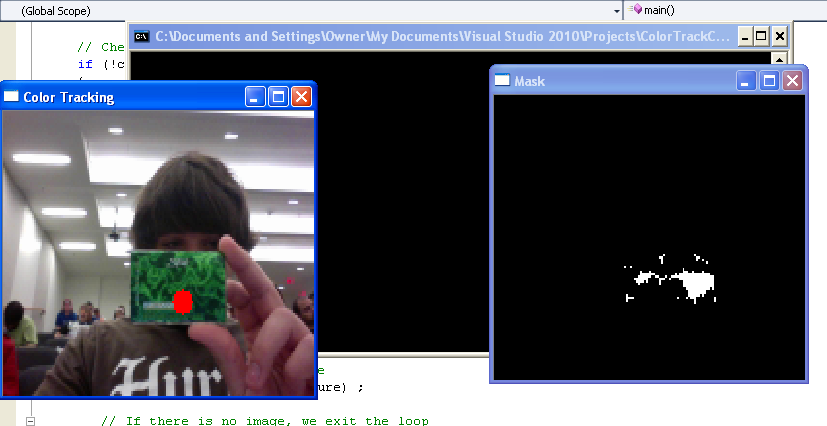 (Global Scope)
main()
// Che
if (!c
C:\Documents and Settings\Owner\My Documents\Visual Studio 2010\Projects\ColorTrackC...
Color Tracking
Mask
Hur
e
ure) ;
// If there is no image, we exit the loop